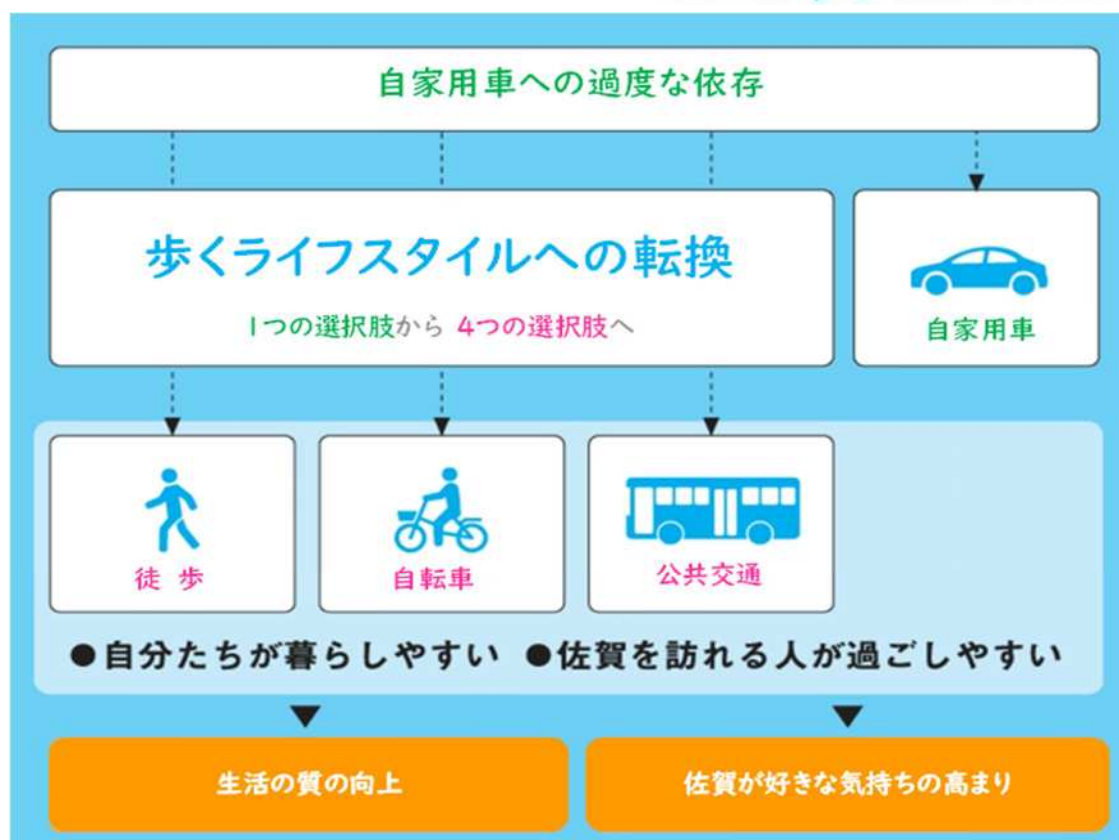 自家用車への過度な依存
歩くライフスタイルへの転換
1つの選択肢から 4つの選択肢へ
自家用車
徒歩
自転車
公共交通
●自分たちが暮らしやすい ●佐賀を訪れる人が過ごしやすい
生活の質の向上
佐賀が好きな気持ちの高まり